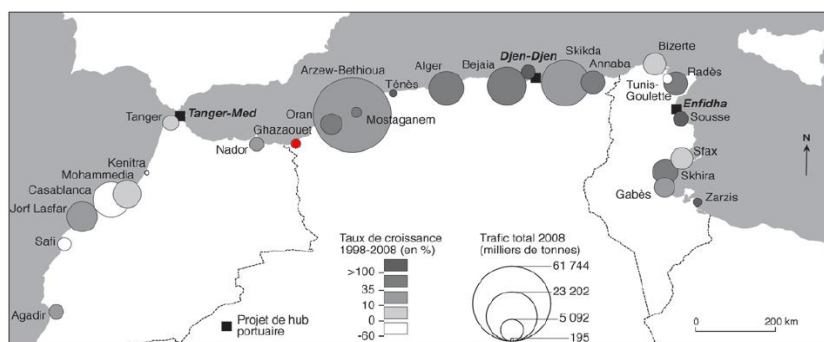 Bizerte
Djen-Djen
Alger
Bejaia
Skikda
Annaba
Radès
Arzew-Bethioua
Ténès
Tunis-
Goulette
Enfidha
Tanger-Med
Tanger
Oran
Mostaganem
Sousse
Ghazaouet
Nador
Kenitra
Mohammedia
Casablanca
Jorf Lasfar
Safi
Agadir
N
Sfax
Skhira
Gabès
Zarzis
Projet de hub
portuaire
Taux de croissance
1998-2008 (en %)
>100
35
10
0
-60
Trafic total 2008
(milliers de tonnes)
61 744
23 202
5 092
195
0 200 km